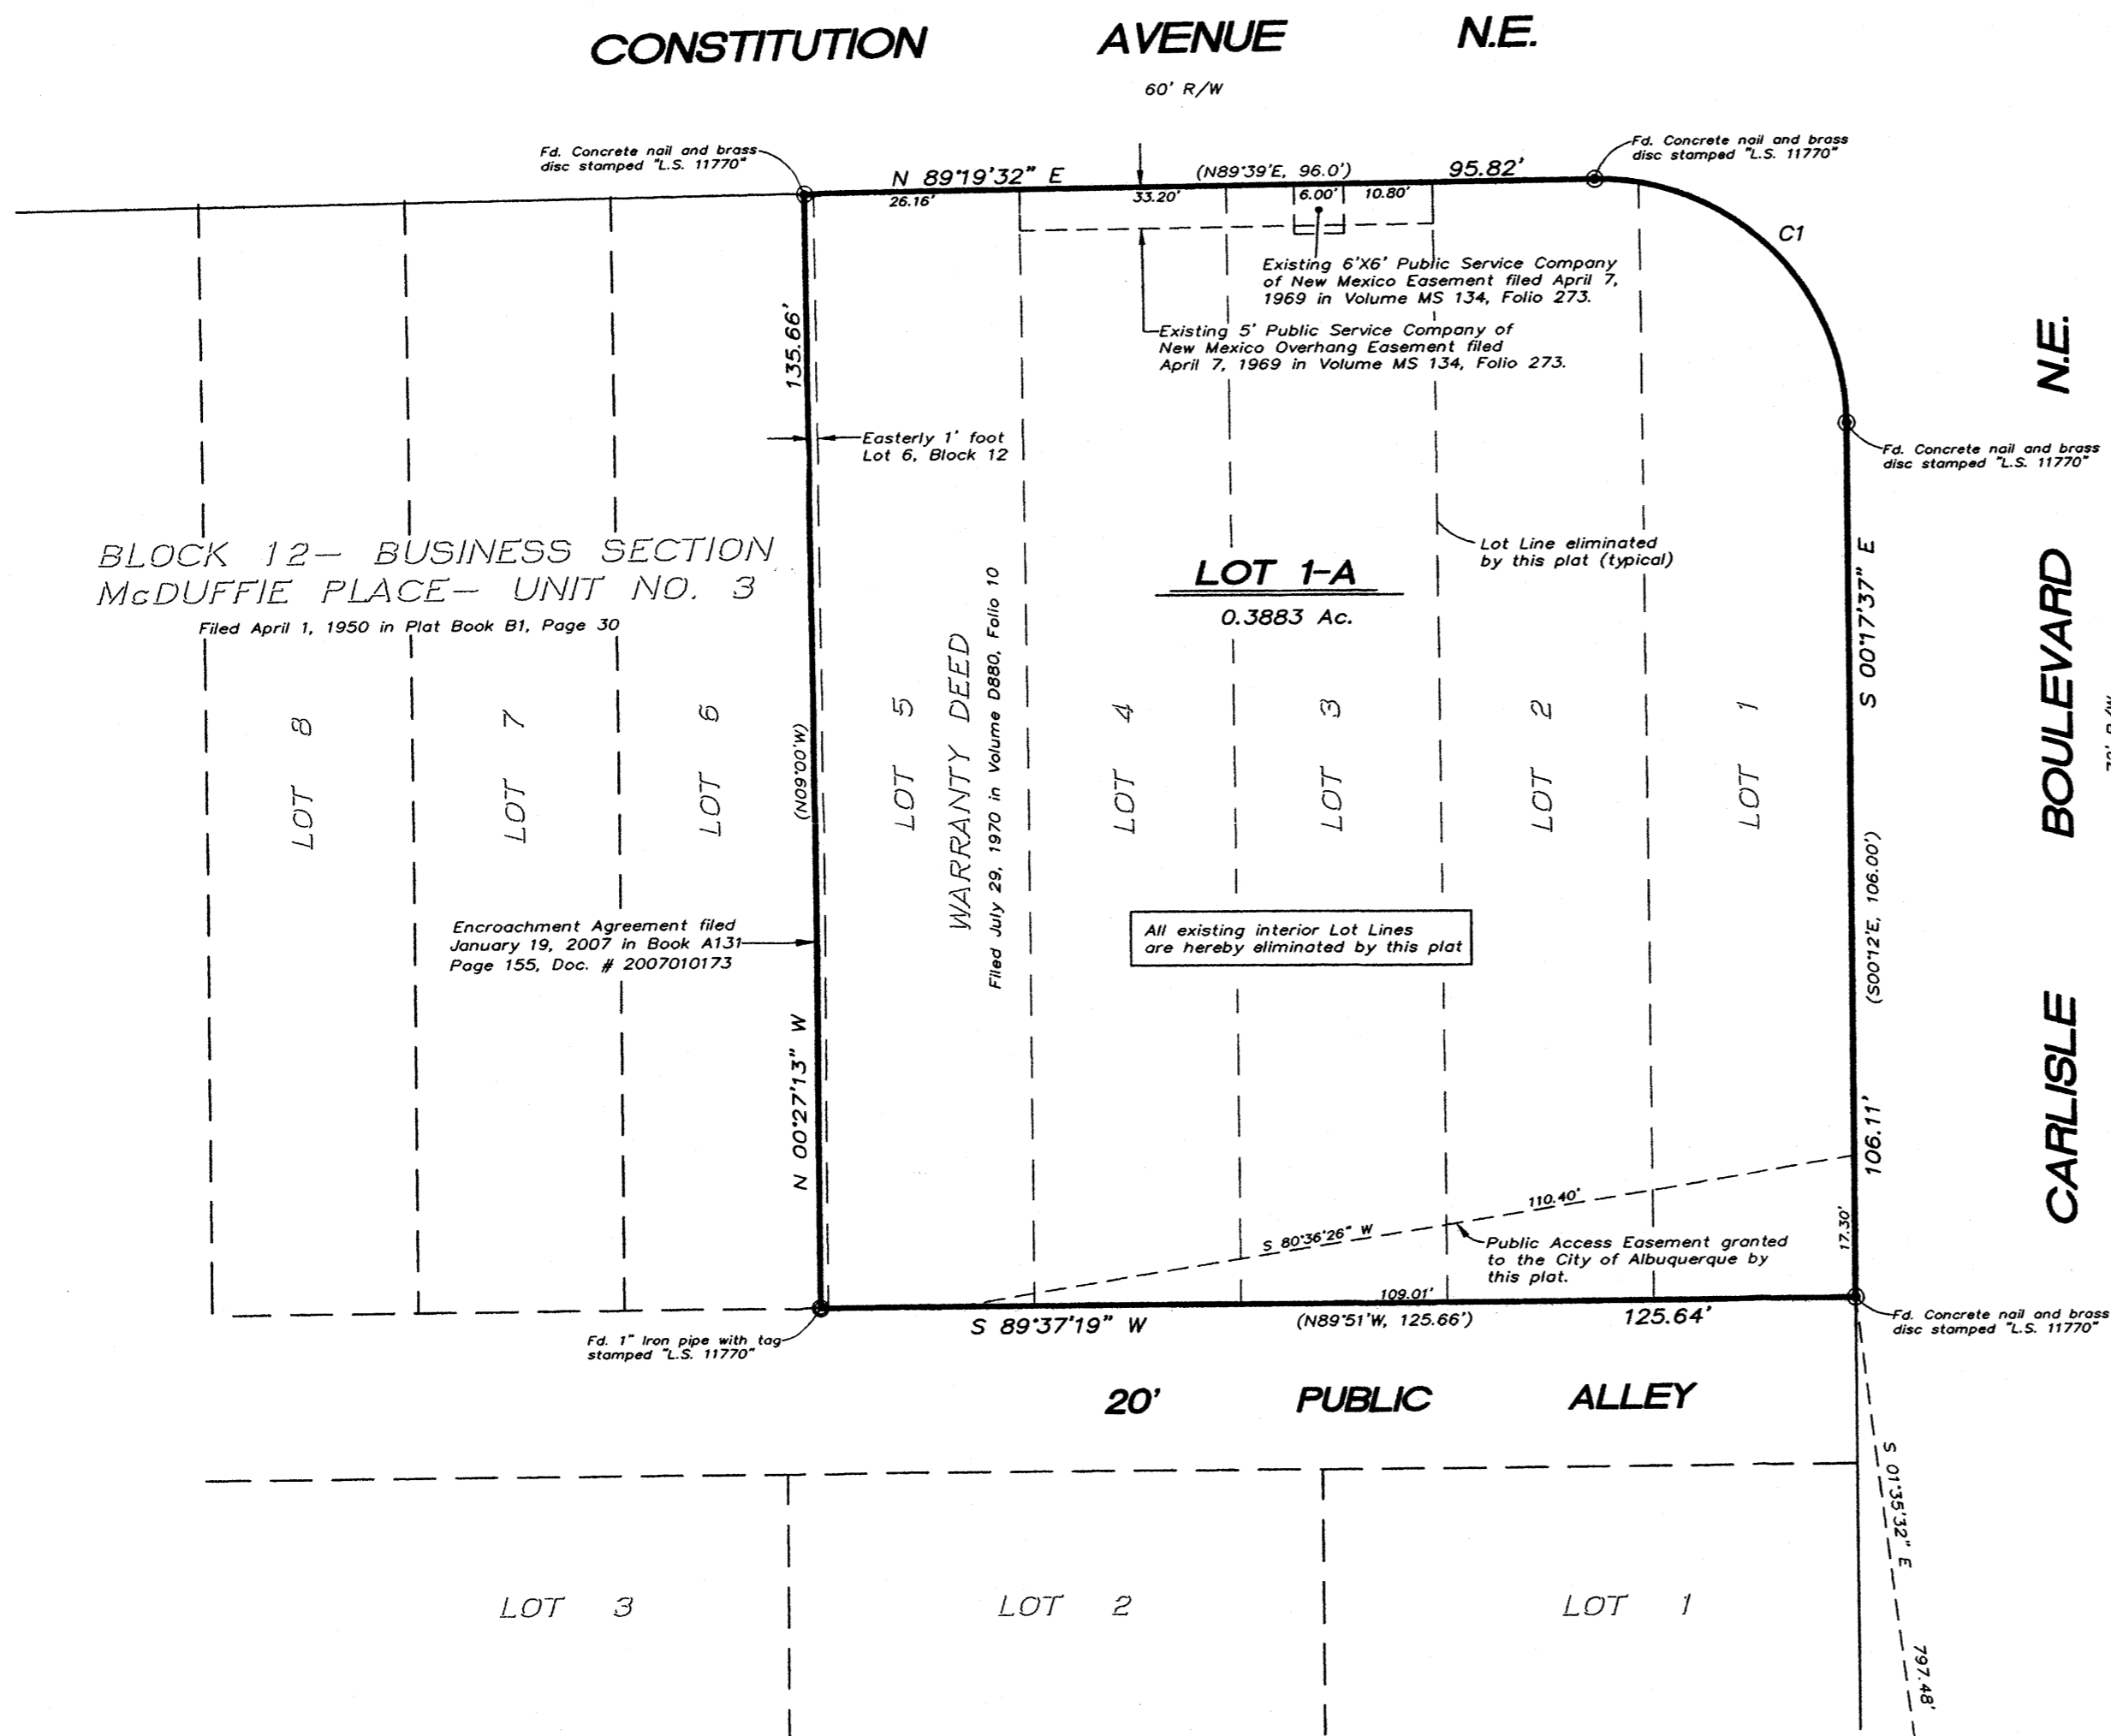 CONSTITUTION AVENUE N.E.
60' R/W
Fd. Concrete nail and brass
disc stamped "L.S. 11770"
N 89°19'32" E
(N89°39'E, 96.0')
95.82'
Fd. Concrete nail and brass
disc stamped "L.S. 11770"
26.16'
33.20'
6.00'
10.80'
C1
Existing 6'X6' Public Service Company
of New Mexico Easement filed April 7,
1969 in Volume MS 134, Folio 273.
Existing 5' Public Service Company of
New Mexico Overhang Easement filed
April 7, 1969 in Volume MS 134, Folio 273.
135.66'
Easterly 1' foot
Lot 6, Block 12
Fd. Concrete nail and brass
disc stamped "L.S. 11770"
BLOCK 12- BUSINESS SECTION
McDUFFIE PLACE- UNIT NO. 3
Filed April 1, 1950 in Plat Book B1, Page 30
Lot Line eliminated
by this plat (typical)
LOT 1-A
0.3883 Ac.
S 00°17'37" E
CARLISLE BOULEVARD N.E.
LOT 8
LOT 7
LOT 6
(N09°00'W)
LOT 5
WARRANTY DEED
Filed July 29, 1970 in Volume D880, Folio 10
LOT 4
LOT 3
LOT 2
LOT 1
(S00°12'E, 106.00')
Encroachment Agreement filed
January 19, 2007 in Book A131
Page 155, Doc. # 2007010173
All existing interior Lot Lines
are hereby eliminated by this plat
N 00°27'13" W
106.11'
17.30'
S 80°36'26" W
110.40'
Public Access Easement granted
to the City of Albuquerque by
this plat.
109.01'
S 89°37'19" W
(N89°51'W, 125.66')
125.64'
Fd. 1" Iron pipe with tag
stamped "L.S. 11770"
Fd. Concrete nail and brass
disc stamped "L.S. 11770"
20' PUBLIC ALLEY
S 01°35'32" E
797.48'
LOT 3
LOT 2
LOT 1